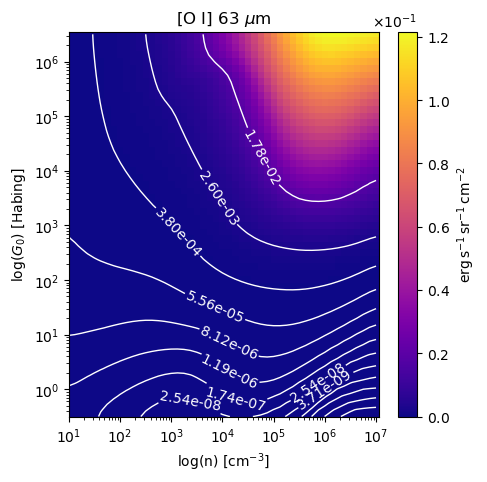 [O I] 63 μm
×10⁻¹
10⁶
10⁵
10⁴
10³
10²
10¹
10⁰
log(G₀) [Habing]
1.78e-02
2.60e-03
3.80e-04
5.56e-05
8.12e-06
1.19e-06
1.74e-07
2.54e-08
2.54e-08
3.71e-09
10¹ 10² 10³ 10⁴ 10⁵ 10⁶ 10⁷
log(n) [cm⁻³]
1.2
1.0
0.8
0.6
0.4
0.2
0.0
erg s⁻¹ sr⁻¹ cm⁻²